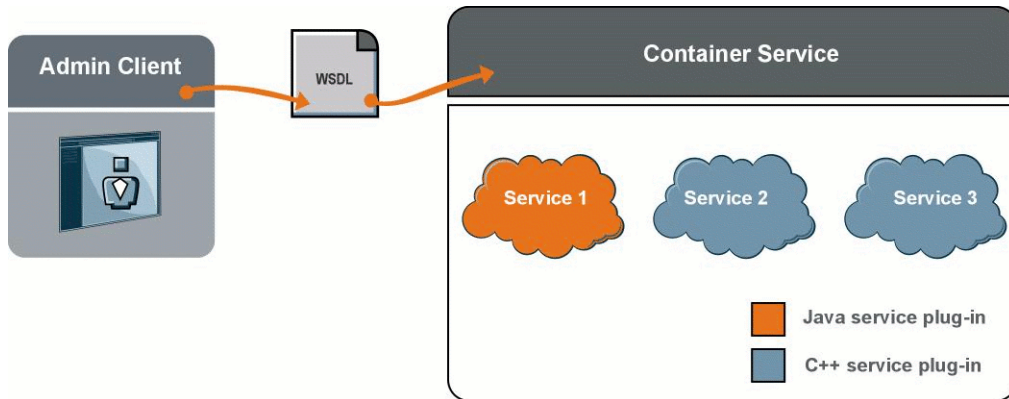 Admin Client
WSDL
Container Service
Service 1
Service 2
Service 3
Java service plug-in
C++ service plug-in